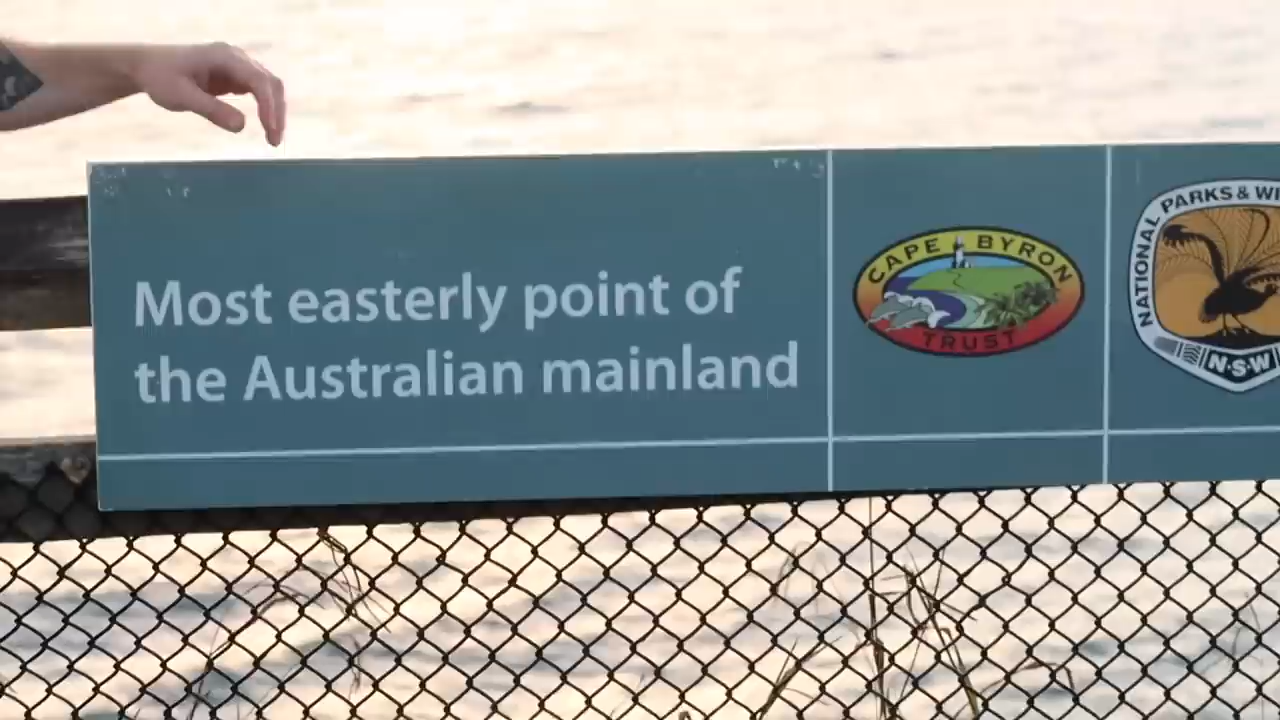 Most easterly point of
the Australian mainland
CAPE BYRON
TRUST
NATIONAL PARKS & WI
N·S·W